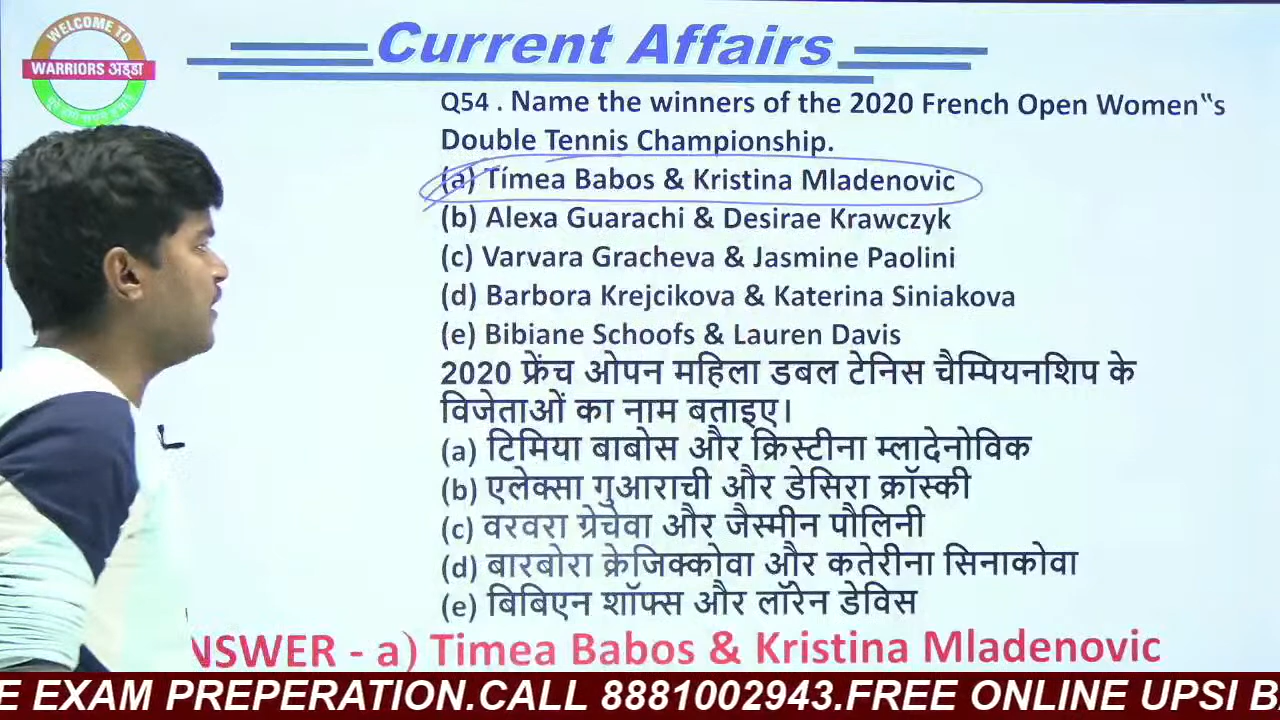 WELCOME TO
WARRIORS अड्डा
Current Affairs
Q54 . Name the winners of the 2020 French Open Women‟s
Double Tennis Championship.
(a) Tímea Babos & Kristina Mladenovic
(b) Alexa Guarachi & Desirae Krawczyk
(c) Varvara Gracheva & Jasmine Paolini
(d) Barbora Krejcikova & Katerina Siniakova
(e) Bibiane Schoofs & Lauren Davis
2020 फ्रेंच ओपन महिला डबल टेनिस चैम्पियनशिप के
विजेताओं का नाम बताइए।
(a) टिमिया बाबोस और क्रिस्टीना म्लादेनोविक
(b) एलेक्सा गुआराची और डेसिरा क्रॉस्की
(c) वरवरा ग्रेचेवा और जैस्मीन पौलिनी
(d) बारबोरा क्रेजिक्कोवा और कतेरीना सिनाकोवा
(e) बिबिएन शॉफ्स और लॉरेन डेविस
NSWER - a) Timea Babos & Kristina Mladenovic
E EXAM PREPERATION.CALL 8881002943.FREE ONLINE UPSI B